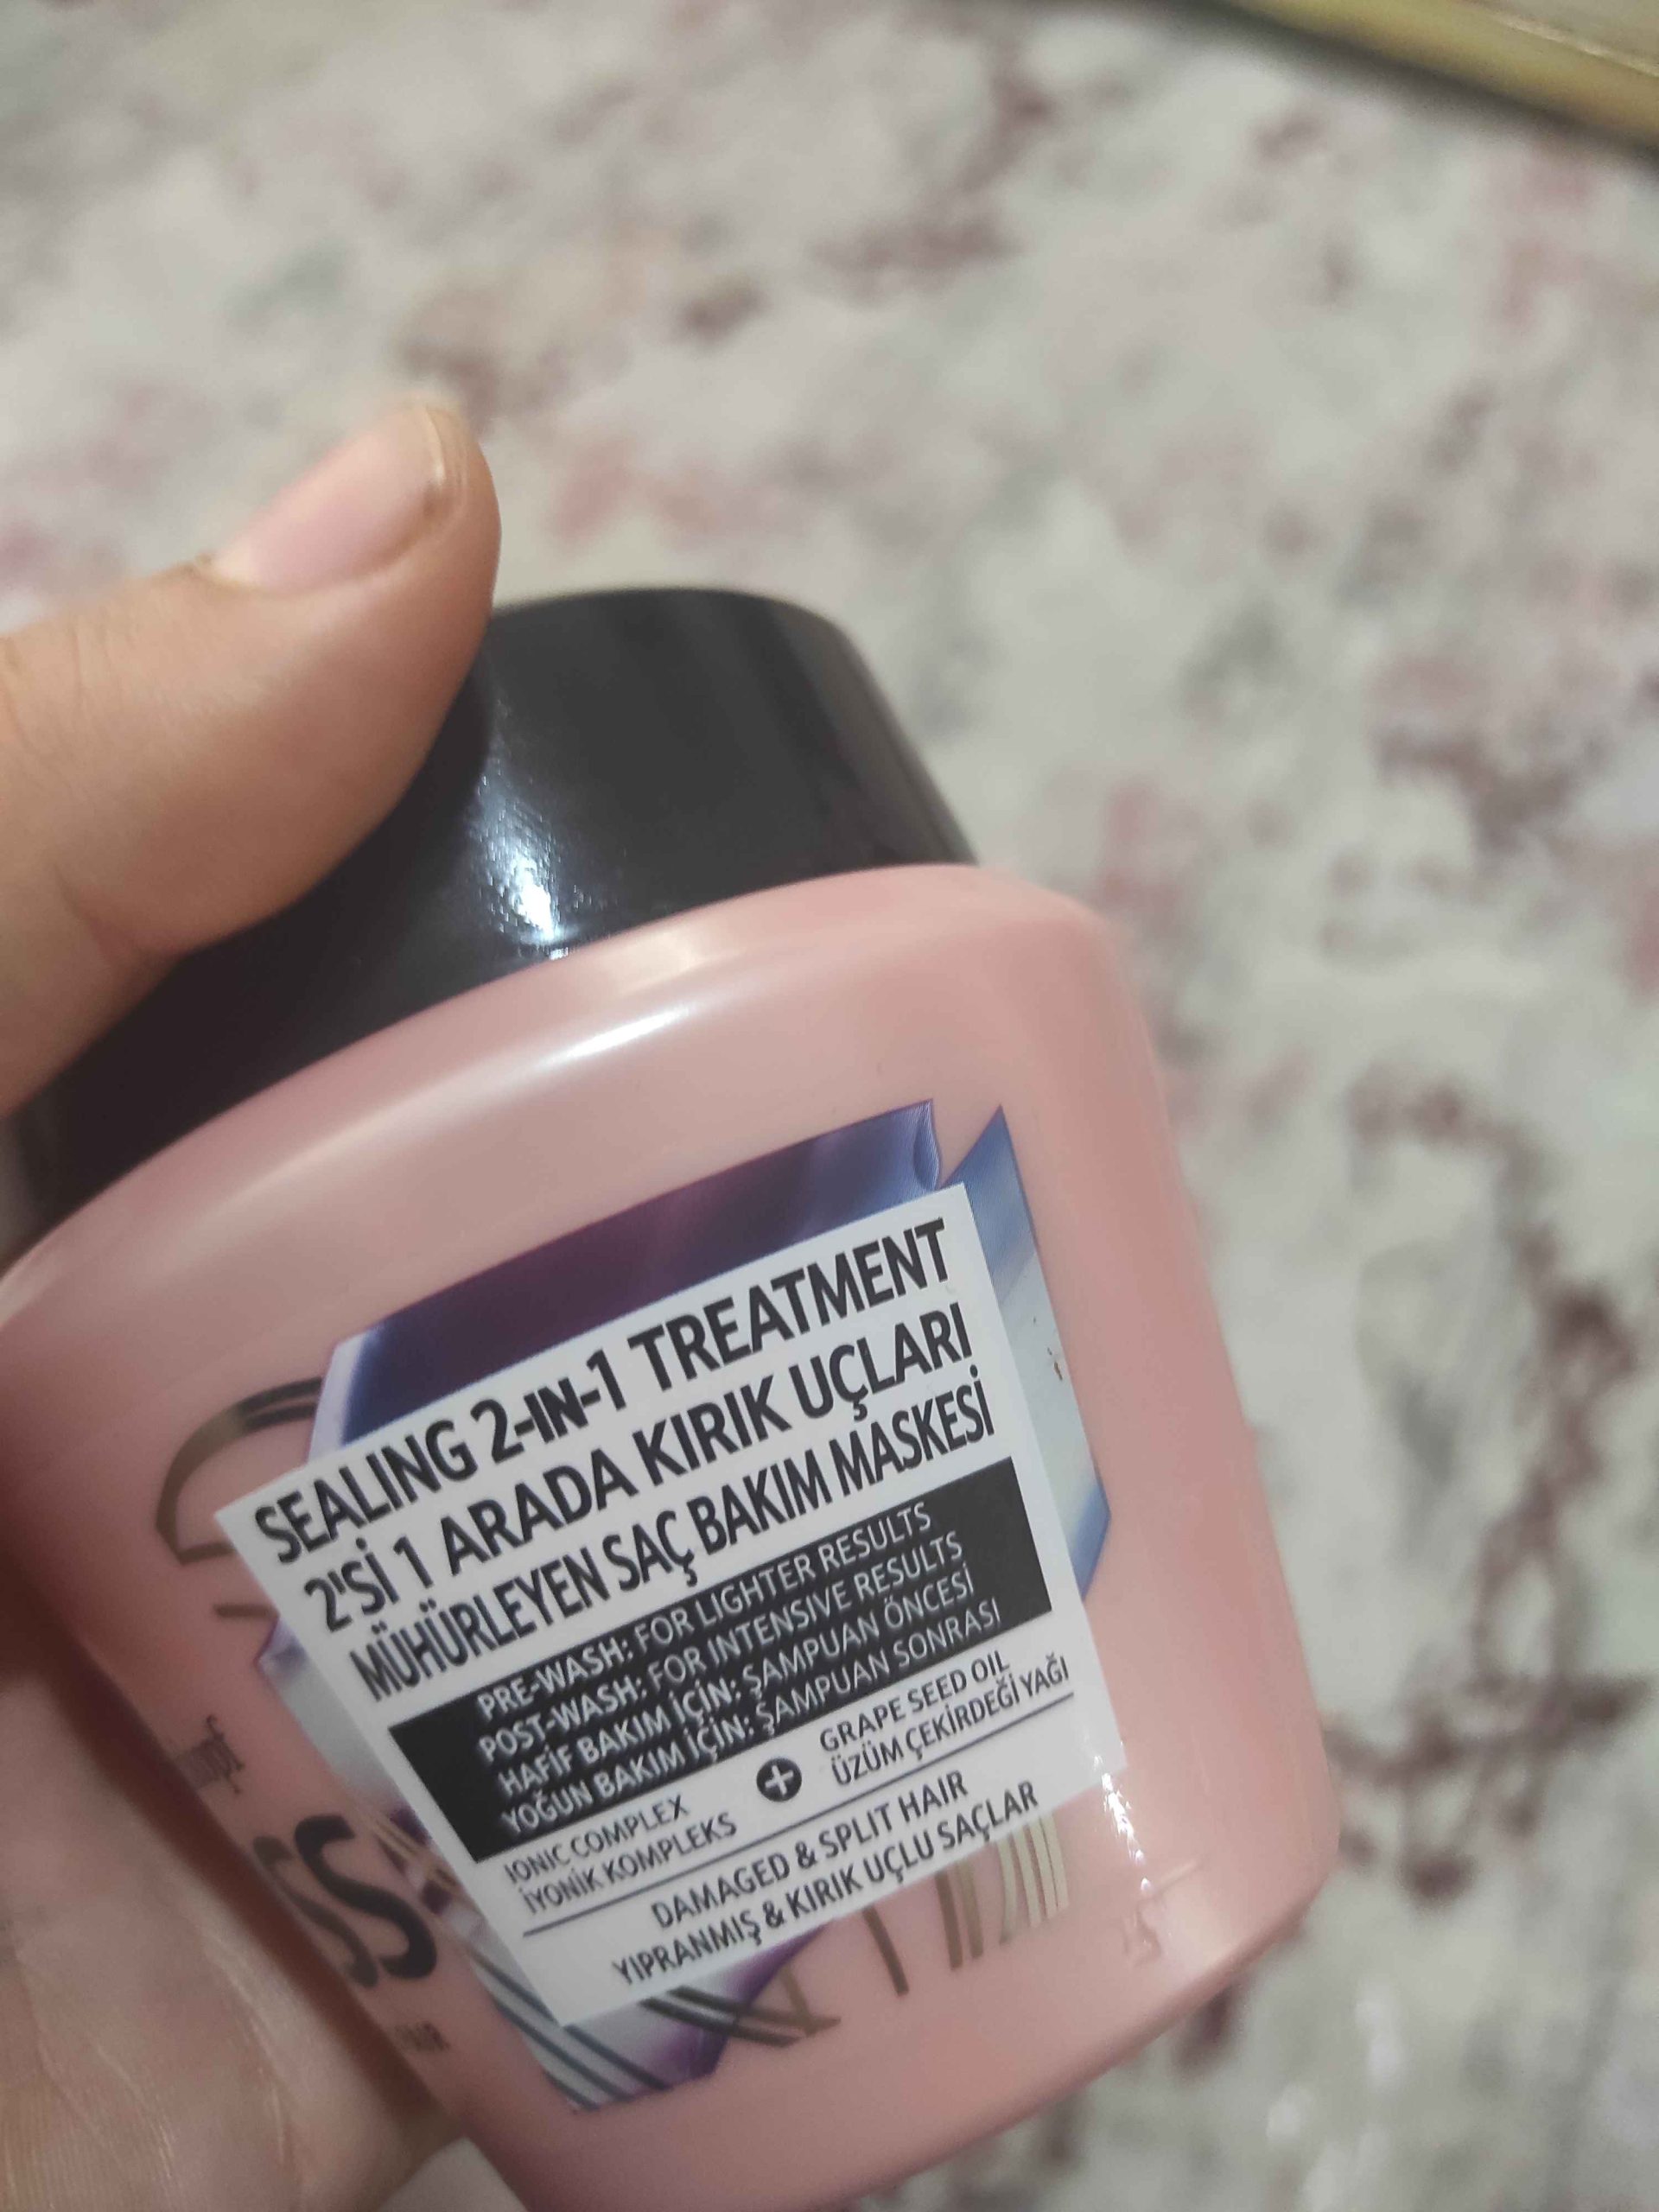 SEALING 2-IN-1 TREATMENT
2'Sİ 1 ARADA KIRIK UÇLARI
MÜHÜRLEYEN SAÇ BAKIM MASKESİ
PRE-WASH: FOR LIGHTER RESULTS
POST-WASH: FOR INTENSIVE RESULTS
HAFİF BAKIM İÇİN: ŞAMPUAN ÖNCESİ
YOĞUN BAKIM İÇİN: ŞAMPUAN SONRASI
IONIC COMPLEX
İYONİK KOMPLEKS
+
GRAPE SEED OIL
ÜZÜM ÇEKİRDEĞİ YAĞI
DAMAGED & SPLIT HAIR
YIPRANMIŞ & KIRIK UÇLU SAÇLAR